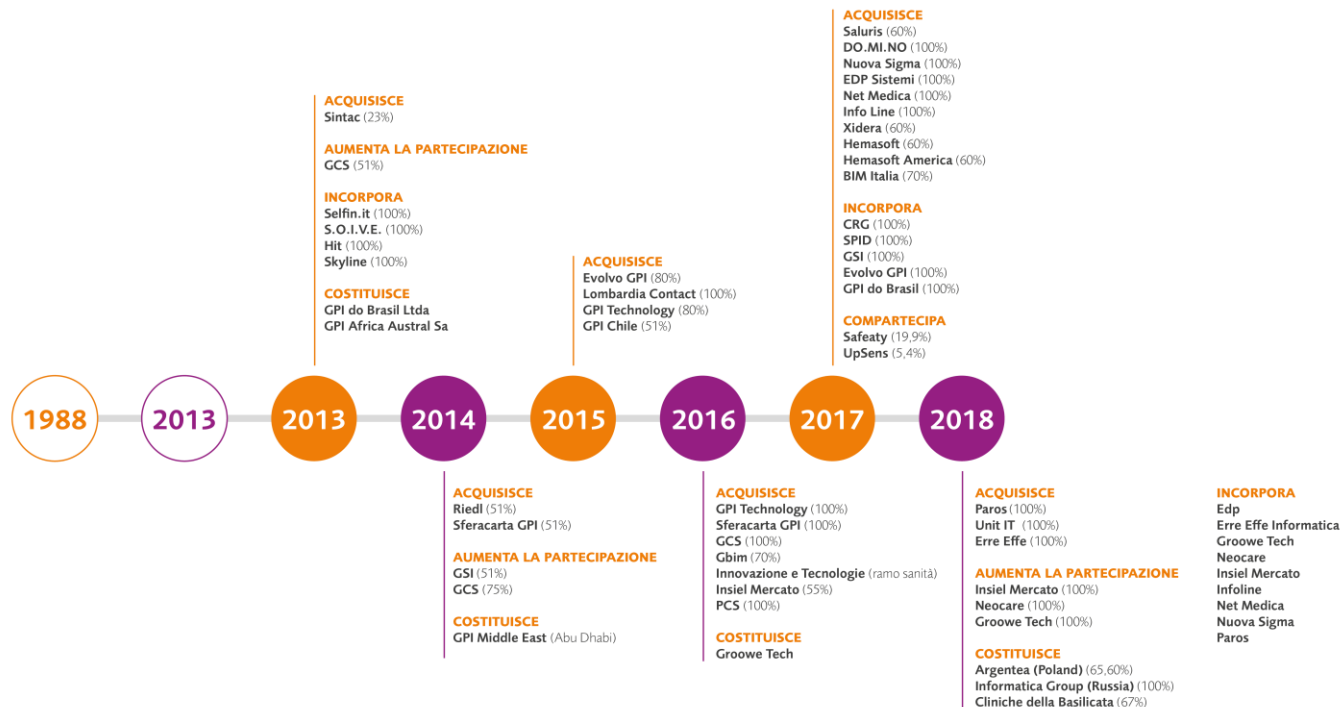 1988
2013
2013
ACQUISISCE
Sintac (23%)
AUMENTA LA PARTECIPAZIONE
GCS (51%)
INCORPORA
Selfin.it (100%)
S.O.I.V.E. (100%)
Hit (100%)
Skyline (100%)
COSTITUISCE
GPI do Brasil Ltda
GPI Africa Austral Sa
2014
ACQUISISCE
Riedl (51%)
Sferacarta GPI (51%)
AUMENTA LA PARTECIPAZIONE
GSI (51%)
GCS (75%)
COSTITUISCE
GPI Middle East (Abu Dhabi)
2015
ACQUISISCE
Evolvo GPI (80%)
Lombardia Contact (100%)
GPI Technology (80%)
GPI Chile (51%)
2016
ACQUISISCE
GPI Technology (100%)
Sferacarta GPI (100%)
GCS (100%)
Gbim (70%)
Innovazione e Tecnologie (ramo sanità)
Insiel Mercato (55%)
PCS (100%)
COSTITUISCE
Groowe Tech
2017
ACQUISISCE
Saluris (60%)
DO.MI.NO (100%)
Nuova Sigma (100%)
EDP Sistemi (100%)
Net Medica (100%)
Info Line (100%)
Xidera (60%)
Hemasoft (60%)
Hemasoft America (60%)
BIM Italia (70%)
INCORPORA
CRG (100%)
SPID (100%)
GSI (100%)
Evolvo GPI (100%)
GPI do Brasil (100%)
COMPARTECIPA
Safeaty (19,9%)
UpSens (5,4%)
2018
ACQUISISCE
Paros (100%)
Unit IT (100%)
Erre Effe (100%)
AUMENTA LA PARTECIPAZIONE
Insiel Mercato (100%)
Neocare (100%)
Groowe Tech (100%)
COSTITUISCE
Argentea (Poland) (65,60%)
Informatica Group (Russia) (100%)
Cliniche della Basilicata (67%)
INCORPORA
Edp
Erre Effe Informatica
Groowe Tech
Neocare
Insiel Mercato
Infoline
Net Medica
Nuova Sigma
Paros